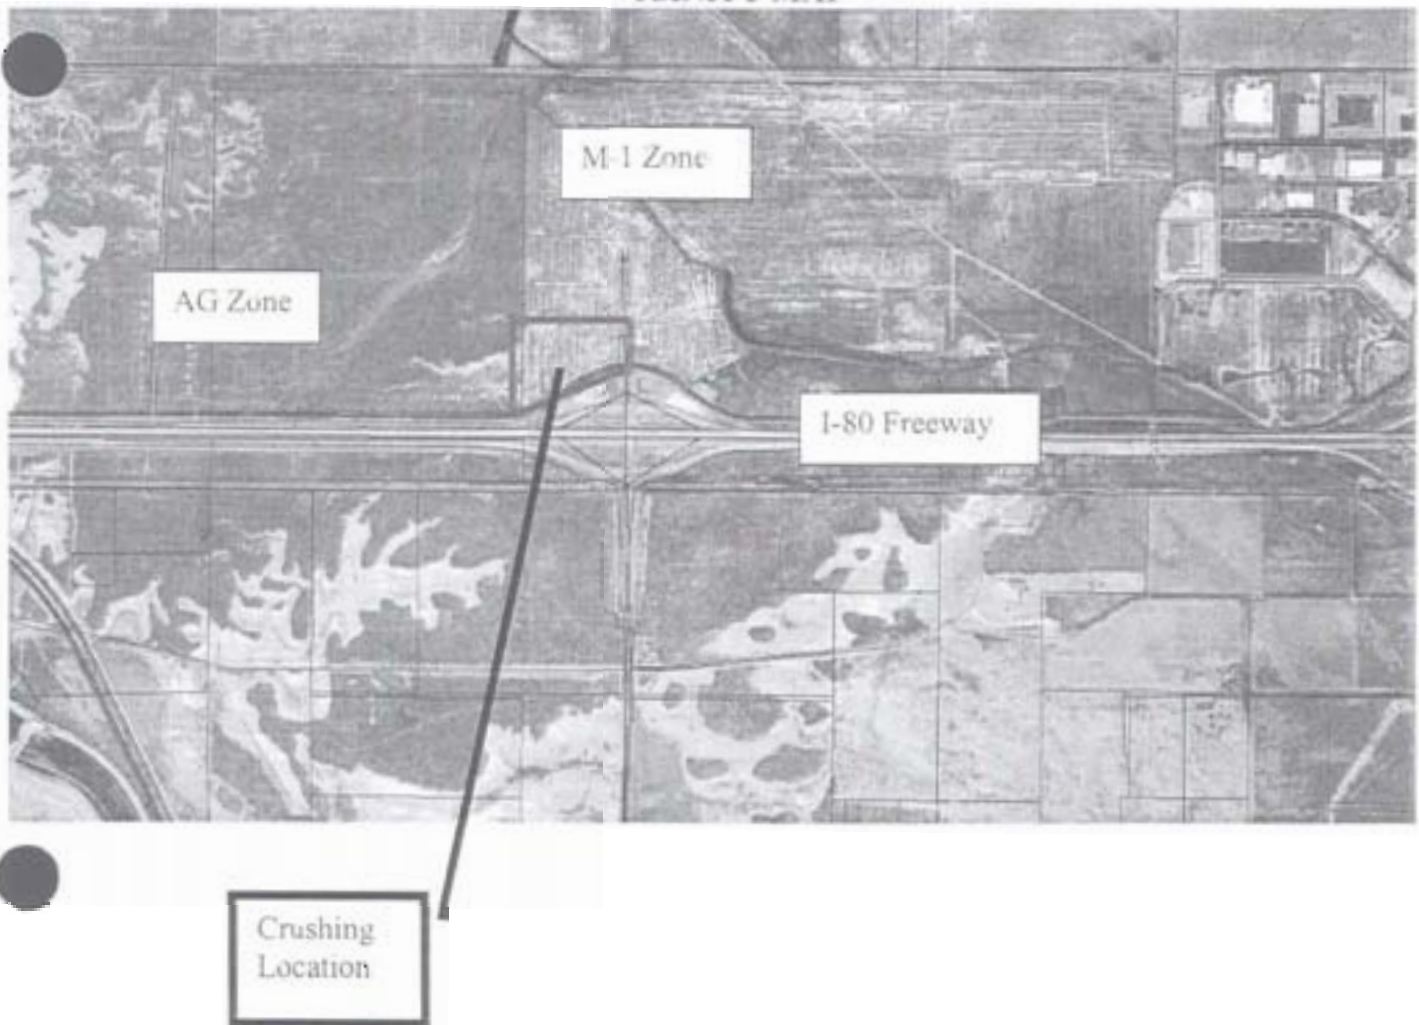 M-1 Zone
AG Zone
I-80 Freeway
Crushing
Location